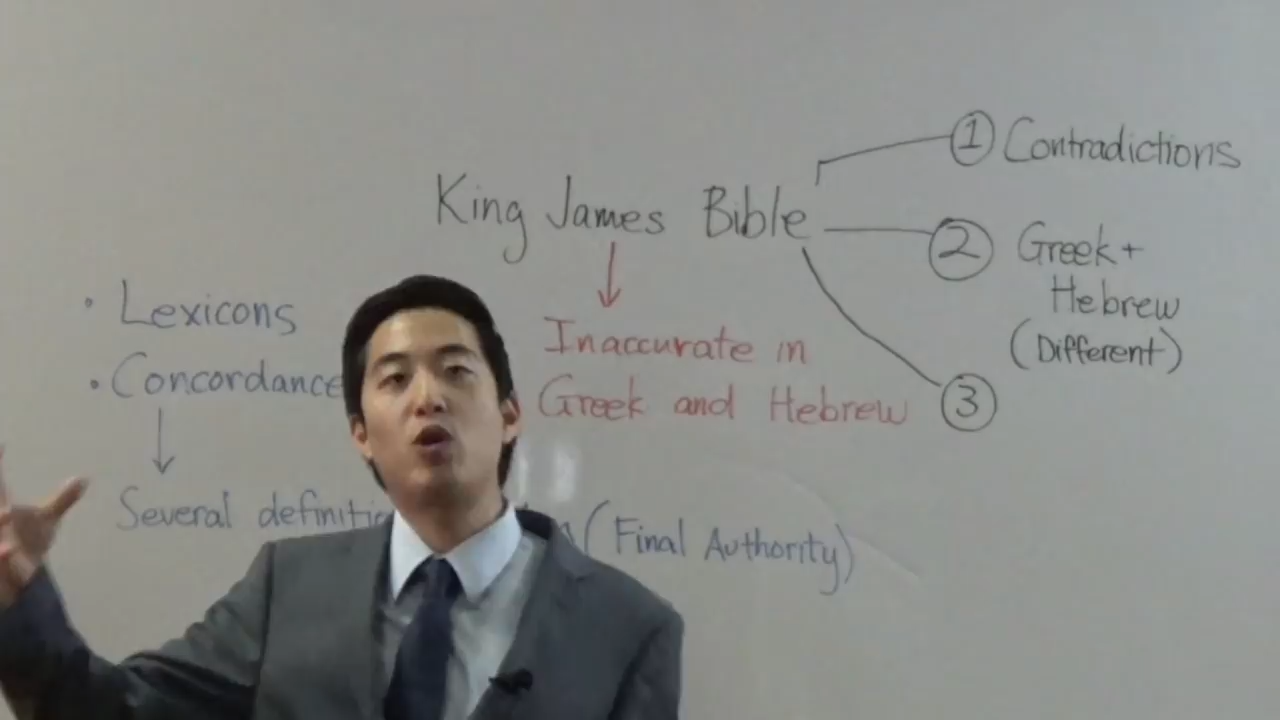 1 Contradictions
King James Bible
2 Greek +
Hebrew
(Different)
• Lexicons
Inaccurate in
• Concordance
Greek and Hebrew
3
Several
(Final Authority)